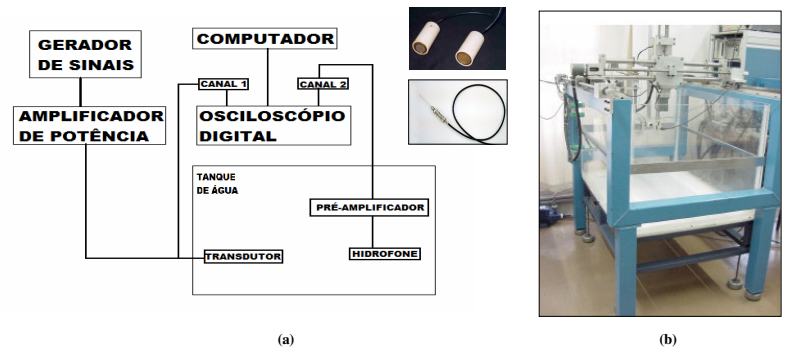 GERADOR
DE SINAIS
COMPUTADOR
CANAL 1
CANAL 2
AMPLIFICADOR
DE POTÊNCIA
OSCILOSCÓPIO
DIGITAL
TANQUE
DE ÁGUA
PRÉ-AMPLIFICADOR
TRANSDUTOR
HIDROFONE
(a)
(b)